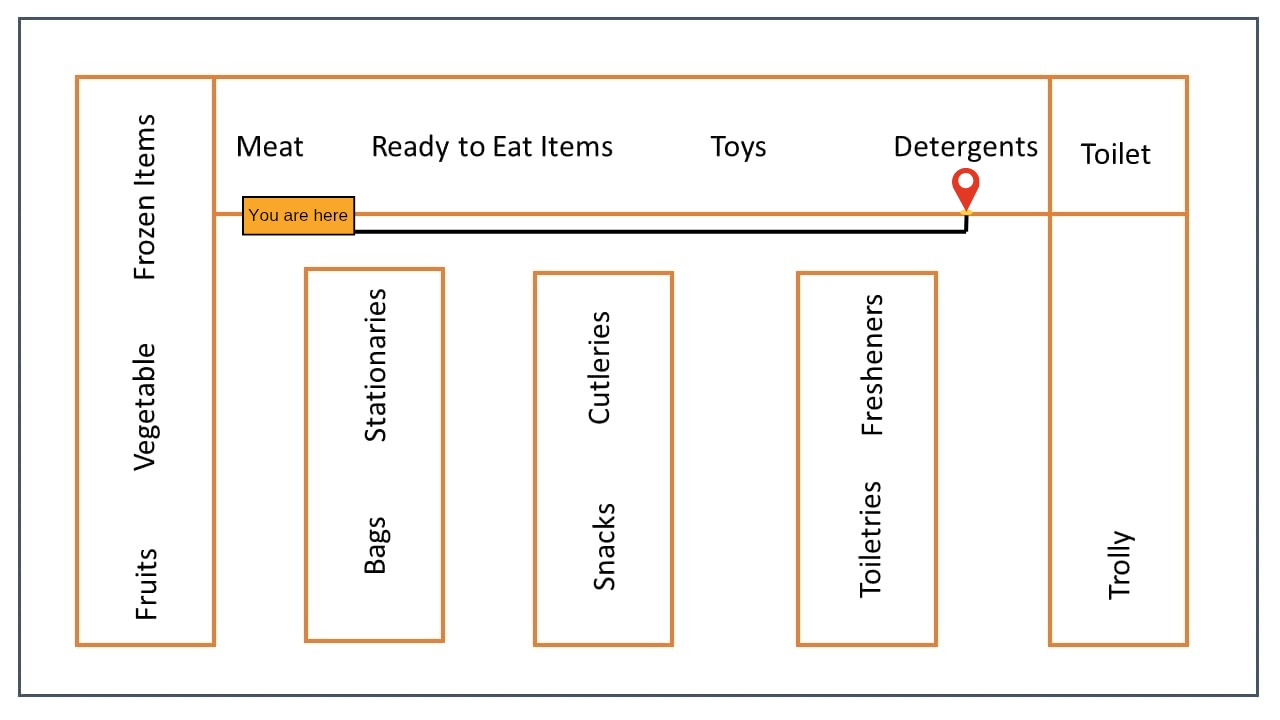 Frozen Items
Vegetable
Fruits
Meat
Ready to Eat Items
Toys
Detergents
Toilet
You are here
Stationaries
Bags
Cutleries
Snacks
Fresheners
Toiletries
Trolly